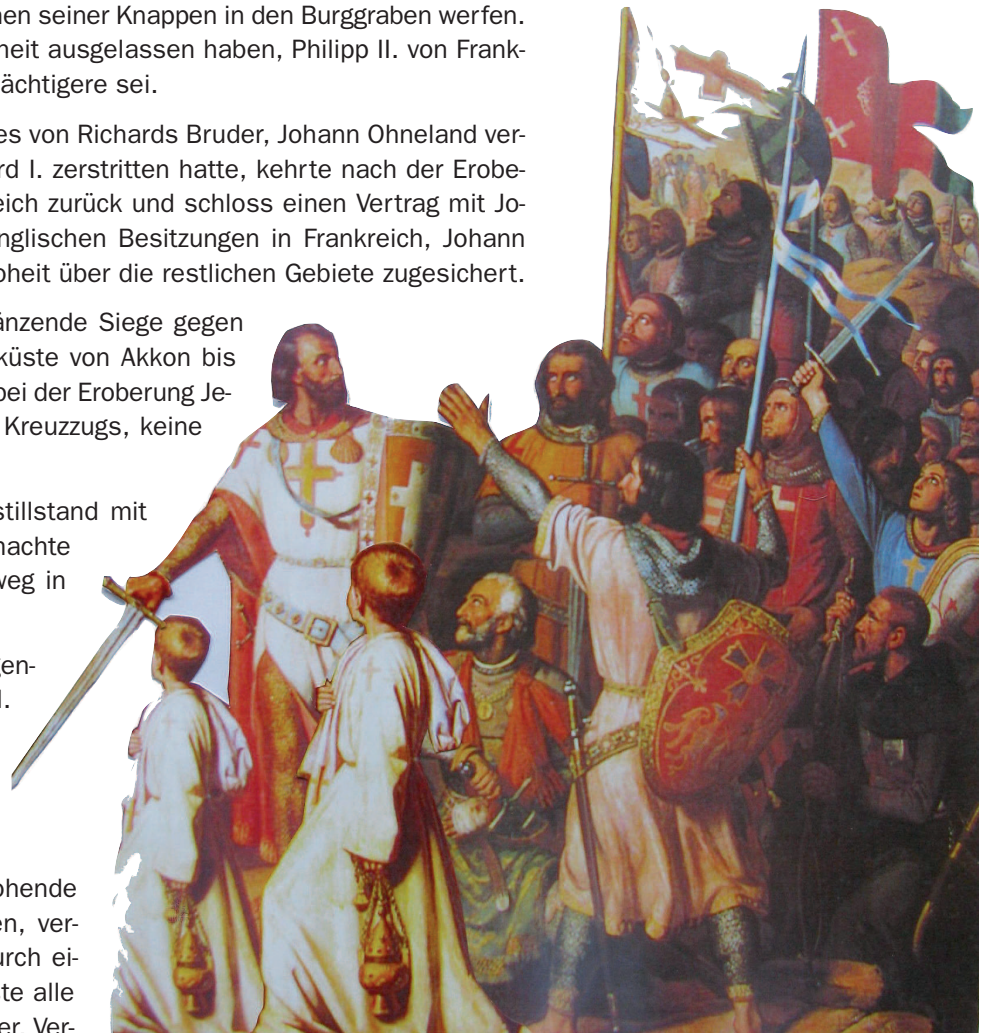 nen seiner Knappen in den Burggraben werfen.
heit ausgelassen haben, Philipp II. von Frank-
ächtigere sei.
es von Richards Bruder, Johann Ohneland ver-
rd I. zerstritten hatte, kehrte nach der Erobe-
eich zurück und schloss einen Vertrag mit Jo-
nglischen Besitzungen in Frankreich, Johann
oheit über die restlichen Gebiete zugesichert.
änzende Siege gegen
küste von Akkon bis
bei der Eroberung Je-
Kreuzzugs, keine
stillstand mit
machte
weg in
gen-
ohende
en, ver-
urch ei-
ste alle
er Ver-